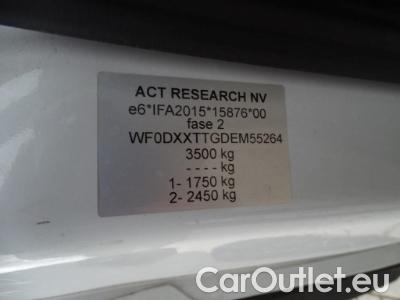 ACT RESEARCH NV
e6*IFA2015*15876*00
fase 2
WF0DXXTTGDEM55264
3500 kg
---- kg
1- 1750 kg
2- 2450 kg
CarOutlet.eu